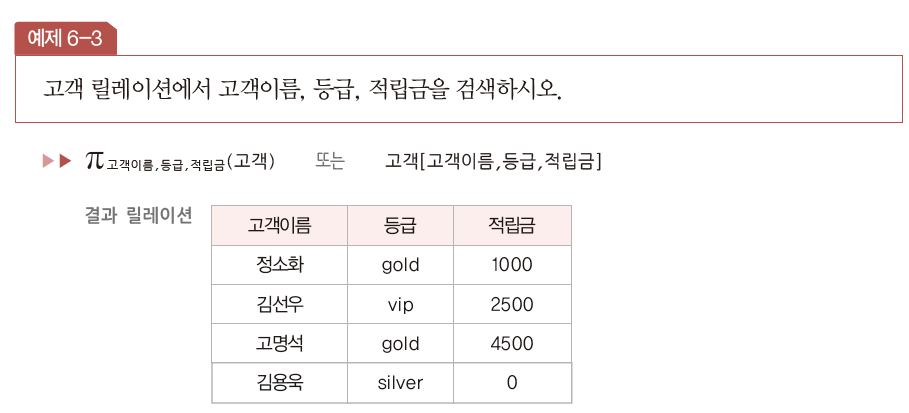 예제 6-3
고객 릴레이션에서 고객이름, 등급, 적립금을 검색하시오.
▶▶ π고객이름,등급,적립금(고객) 또는 고객[고객이름,등급,적립금]
결과 릴레이션
고객이름 등급 적립금
정소화 gold 1000
김선우 vip 2500
고명석 gold 4500
김용욱 silver 0